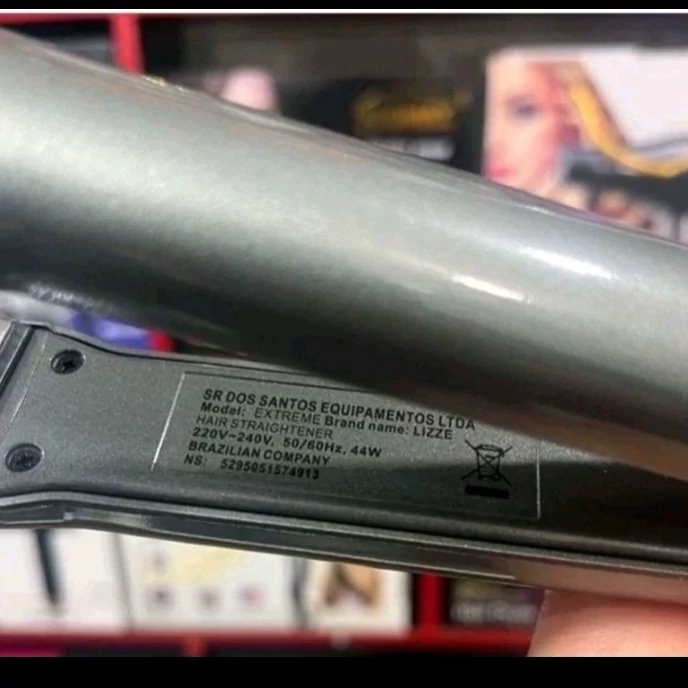 SR DOS SANTOS EQUIPAMENTOS LTDA
Model: EXTREME Brand name: LIZZE
HAIR STRAIGHTENER
220V~240V, 50/60Hz, 44W
BRAZILIAN COMPANY
NS: 5295051574913